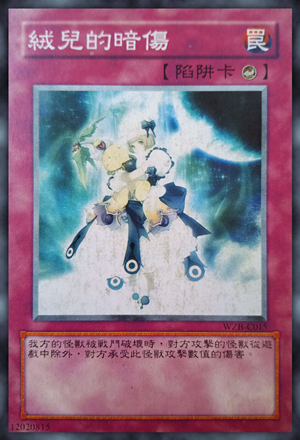 絨兒的暗傷
罠
【陷阱卡】
WZB-C015
我方的怪獸被戰鬥破壞時，對方攻擊的怪獸從遊
戲中除外，對方承受此怪獸攻擊數值的傷害。
12020815